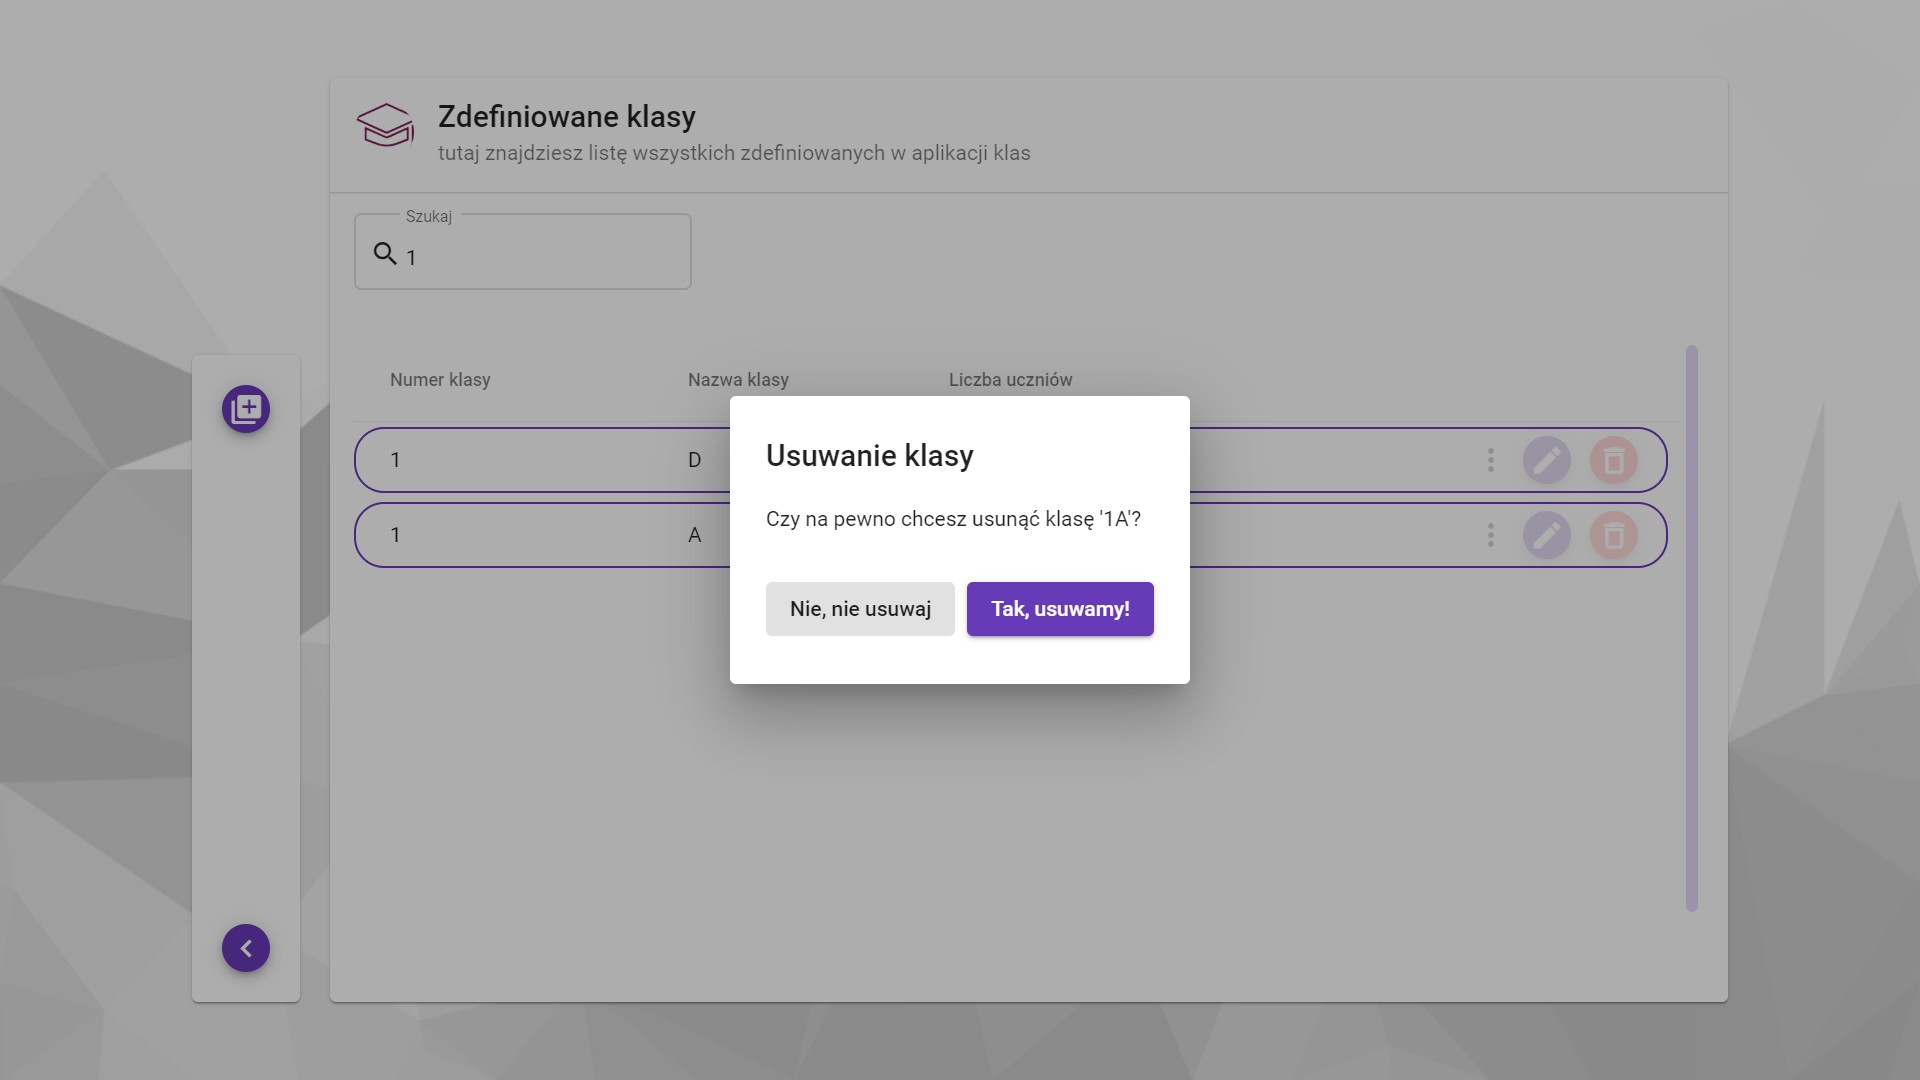 Zdefiniowane klasy
tutaj znajdziesz listę wszystkich zdefiniowanych w aplikacji klas
Szukaj
1
Numer klasy Nazwa klasy Liczba uczniów
1 D
1 A
Usuwanie klasy
Czy na pewno chcesz usunąć klasę '1A'?
Nie, nie usuwaj Tak, usuwamy!